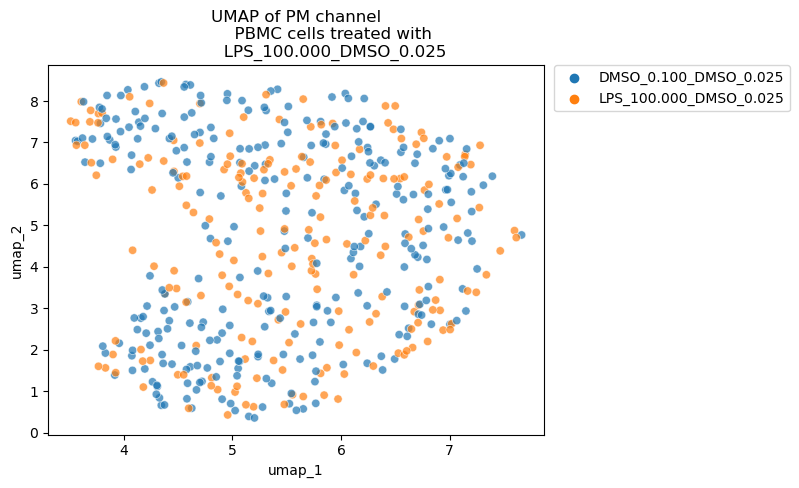 UMAP of PM channel
PBMC cells treated with
LPS_100.000_DMSO_0.025
DMSO_0.100_DMSO_0.025
LPS_100.000_DMSO_0.025
8
7
6
5
4
3
2
1
0
umap_2
4
5
6
7
umap_1